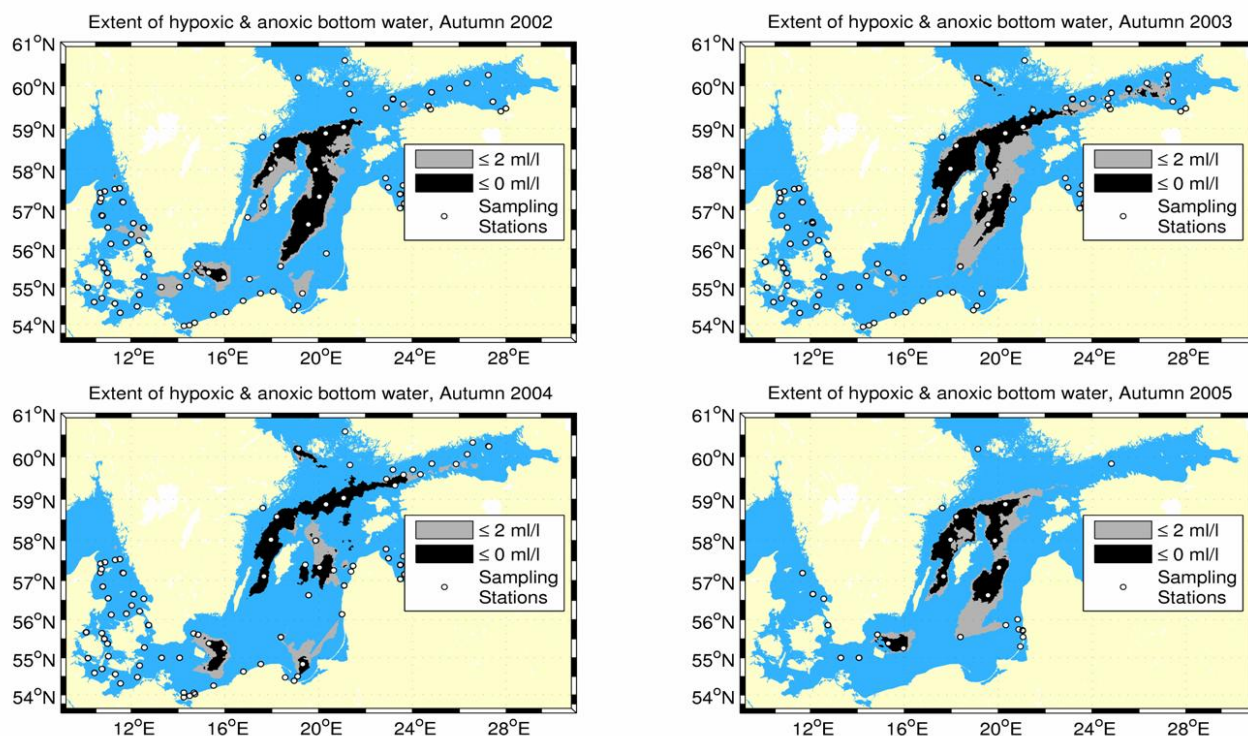 Extent of hypoxic & anoxic bottom water, Autumn 2002
61°N
60°N
59°N
58°N
57°N
56°N
55°N
54°N
12°E 16°E 20°E 24°E 28°E
≤ 2 ml/l
≤ 0 ml/l
Sampling
Stations
Extent of hypoxic & anoxic bottom water, Autumn 2003
61°N
60°N
59°N
58°N
57°N
56°N
55°N
54°N
12°E 16°E 20°E 24°E 28°E
≤ 2 ml/l
≤ 0 ml/l
Sampling
Stations
Extent of hypoxic & anoxic bottom water, Autumn 2004
61°N
60°N
59°N
58°N
57°N
56°N
55°N
54°N
12°E 16°E 20°E 24°E 28°E
≤ 2 ml/l
≤ 0 ml/l
Sampling
Stations
Extent of hypoxic & anoxic bottom water, Autumn 2005
61°N
60°N
59°N
58°N
57°N
56°N
55°N
54°N
12°E 16°E 20°E 24°E 28°E
≤ 2 ml/l
≤ 0 ml/l
Sampling
Stations